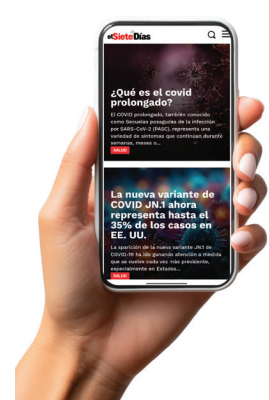 elSieteDías
¿Qué es el covid
prolongado?
El COVID prolongado, también conocido
como Secuelas posagudas de la infección
por SARS-CoV-2 (PASC), representa una
variedad de síntomas que continúan durante
semanas, meses o...
SALUD
La nueva variante de
COVID JN.1 ahora
representa hasta el
35% de los casos en
EE. UU.
La aparición de la nueva variante JN.1 de
COVID-19 ha ido ganando atención a medida
que se vuelve cada vez más prevalente,
especialmente en Estados...
SALUD